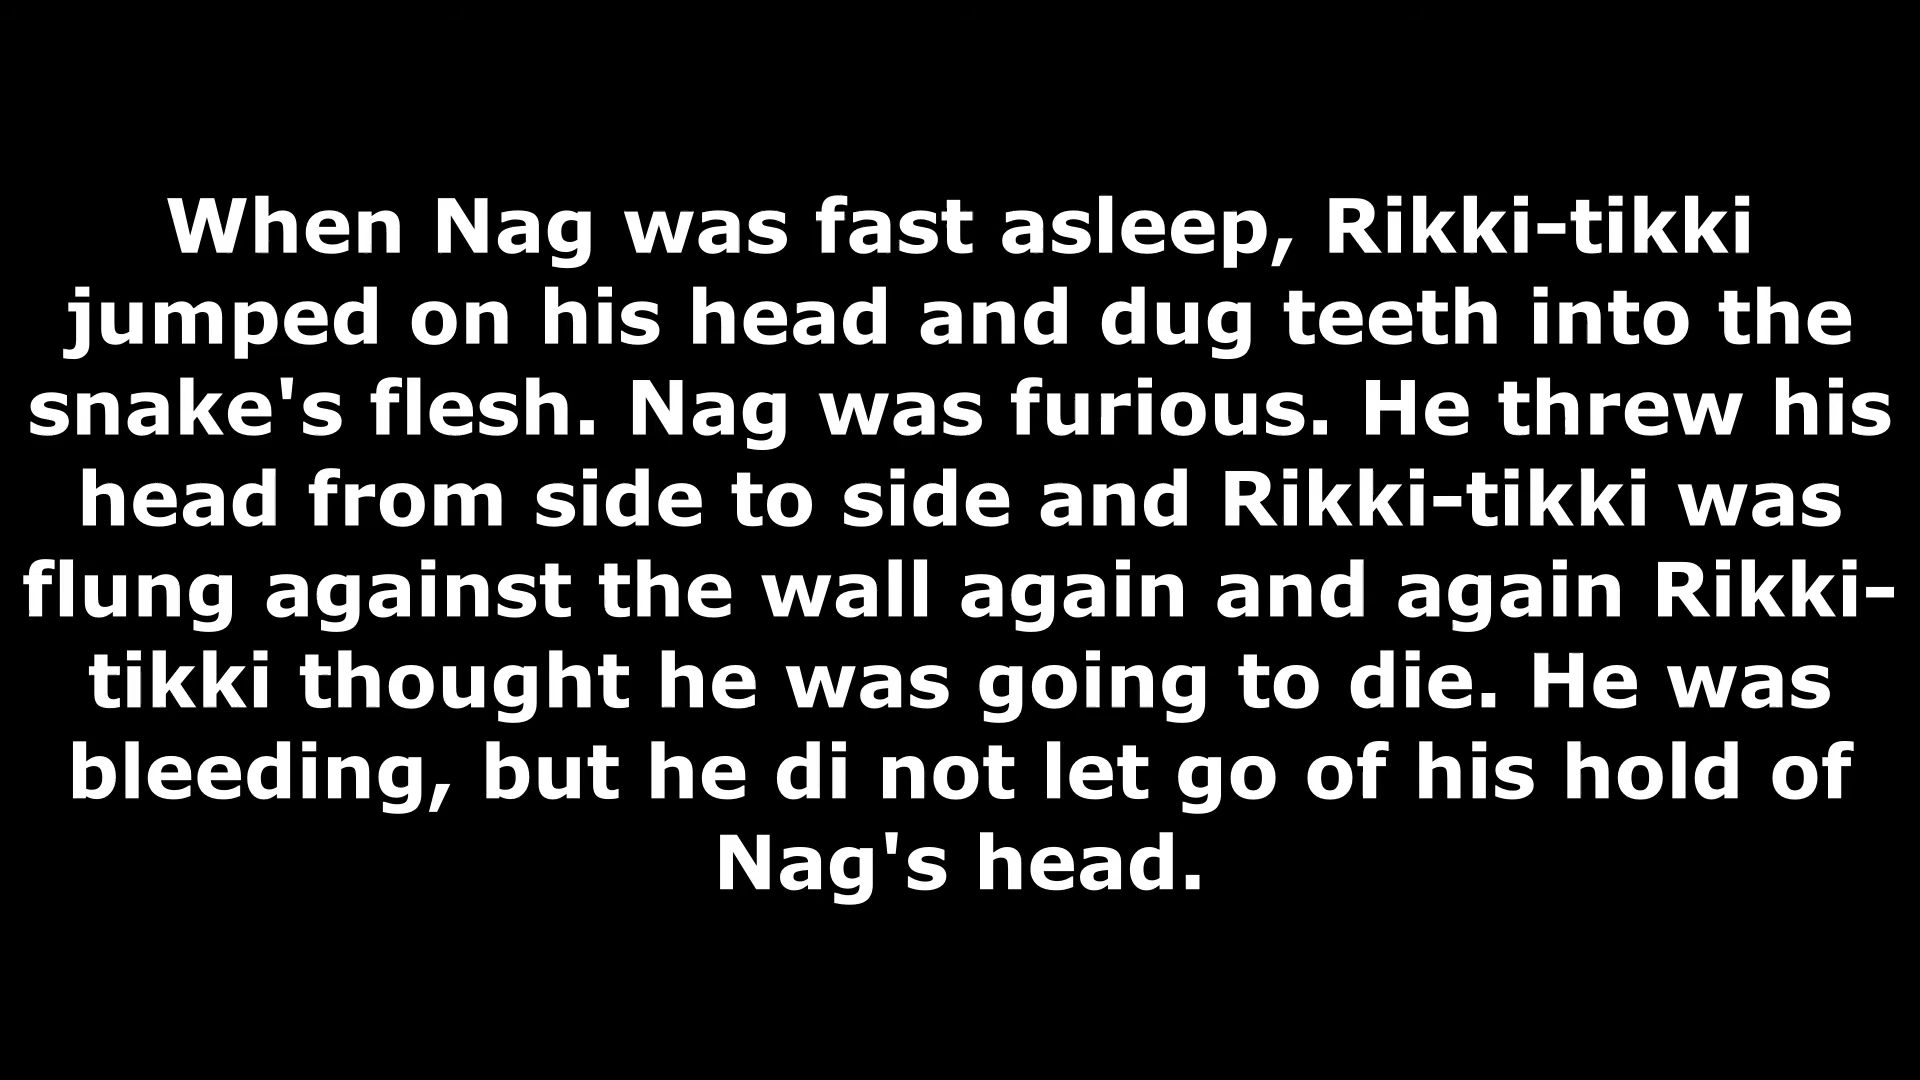 When Nag was fast asleep, Rikki-tikki
jumped on his head and dug teeth into the
snake's flesh. Nag was furious. He threw his
head from side to side and Rikki-tikki was
flung against the wall again and again Rikki-
tikki thought he was going to die. He was
bleeding, but he di not let go of his hold of
Nag's head.